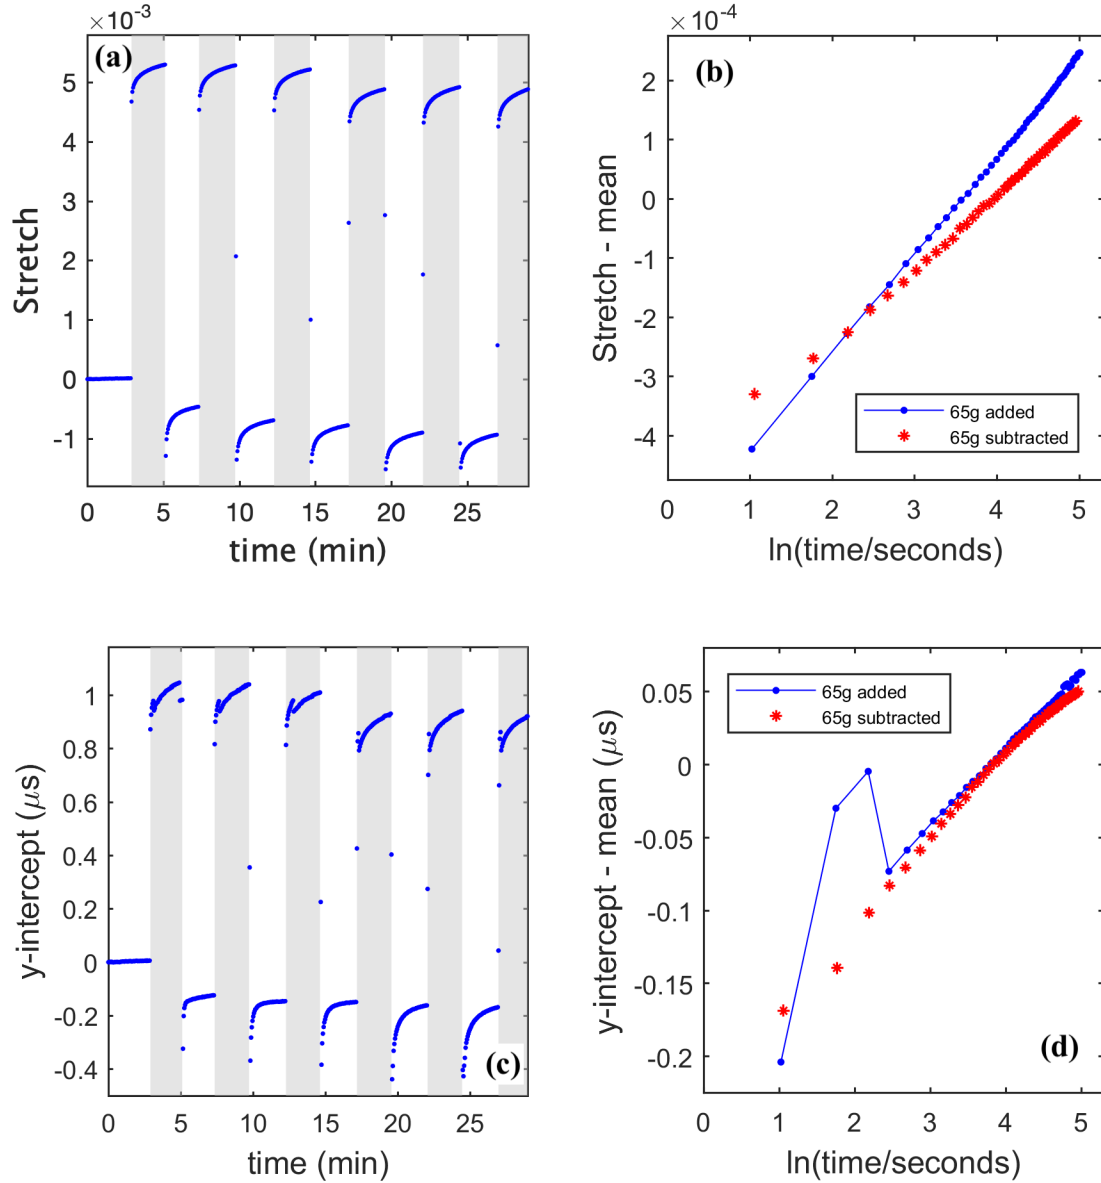 ×10⁻³
(a)
5
4
3
2
1
0
-1
Stretch
0 5 10 15 20 25
time (min)
×10⁻⁴
(b)
2
1
0
-1
-2
-3
-4
Stretch - mean
65g added
65g subtracted
0 1 2 3 4 5
ln(time/seconds)
1
0.8
0.6
0.4
0.2
0
-0.2
-0.4
y-intercept (μs)
(c)
0 5 10 15 20 25
time (min)
65g added
65g subtracted
0.05
0
-0.05
-0.1
-0.15
-0.2
y-intercept - mean (μs)
(d)
0 1 2 3 4 5
ln(time/seconds)